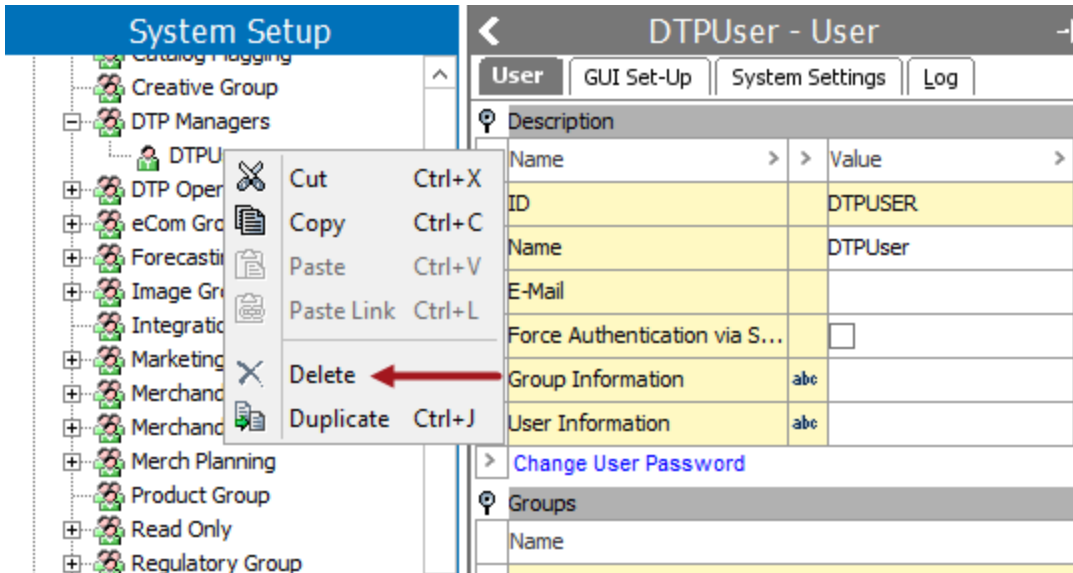 System Setup
Creative Group
DTP Managers
DTPU
DTP Oper
eCom Gro
Forecasti
Image Gr
Integratio
Marketing
Merchand
Merchand
Merch Planning
Product Group
Read Only
Regulatory Group
Cut Ctrl+X
Copy Ctrl+C
Paste Ctrl+V
Paste Link Ctrl+L
Delete
Duplicate Ctrl+J
DTPUser - User
User GUI Set-Up System Settings Log
Description
Name > > Value >
ID DTPUSER
Name DTPUser
E-Mail
Force Authentication via S...
Group Information abc
User Information abc
> Change User Password
Groups
Name